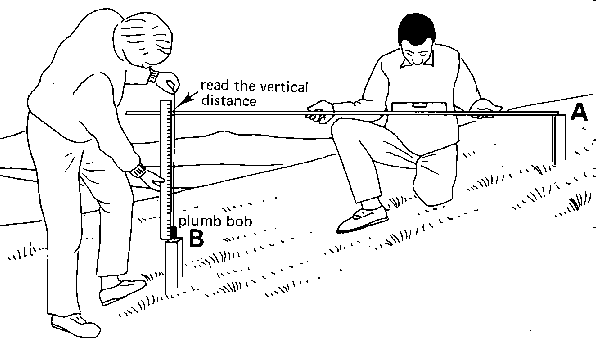 read the vertical
distance
A
plumb bob
B